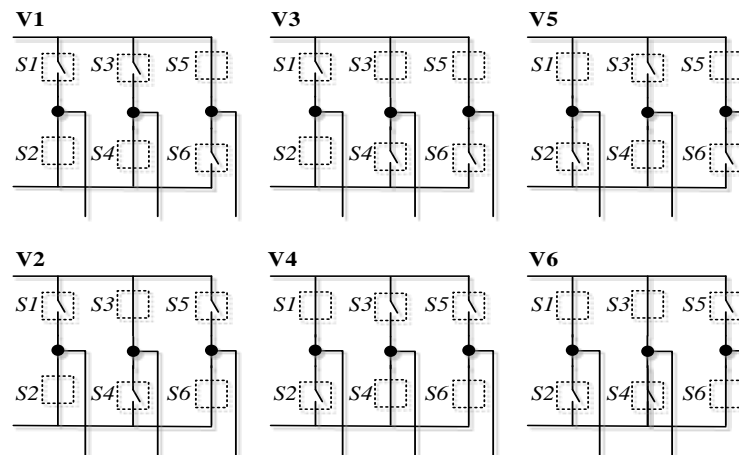 V1 V3 V5
S1 S3 S5 S1 S3 S5 S1 S3 S5
S2 S4 S6 S2 S4 S6 S2 S4 S6
V2 V4 V6
S1 S3 S5 S1 S3 S5 S1 S3 S5
S2 S4 S6 S2 S4 S6 S2 S4 S6